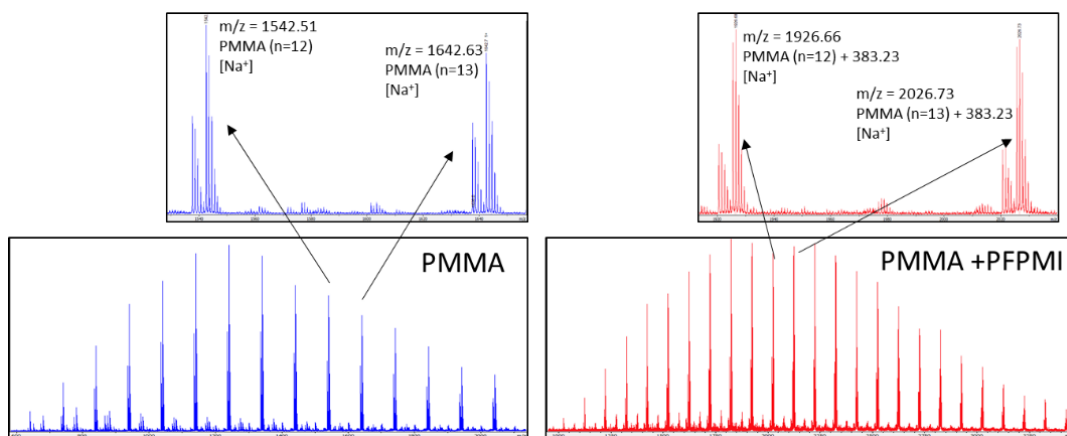 m/z = 1542.51
PMMA (n=12)
[Na⁺]
m/z = 1642.63
PMMA (n=13)
[Na⁺]
PMMA
m/z = 1926.66
PMMA (n=12) + 383.23
[Na⁺]
m/z = 2026.73
PMMA (n=13) + 383.23
[Na⁺]
PMMA +PFPMI